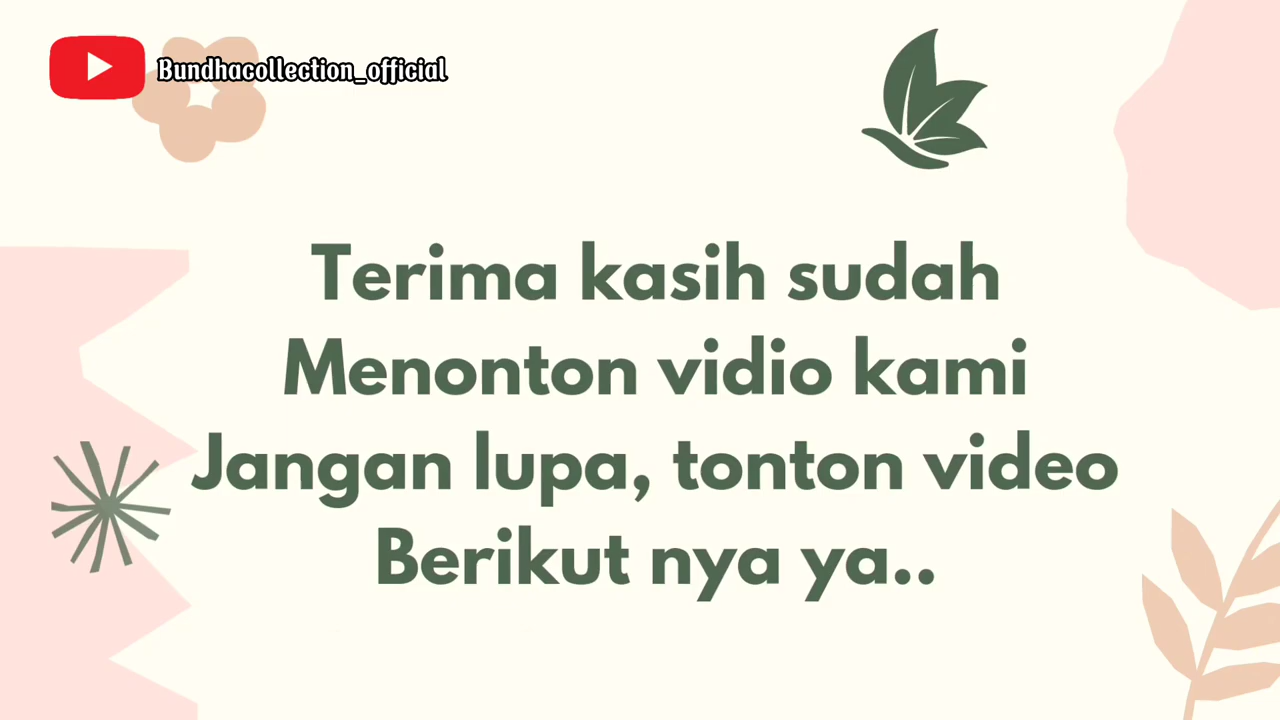 Bundhacollection_official
Terima kasih sudah
Menonton vidio kami
Jangan lupa, tonton video
Berikut nya ya..